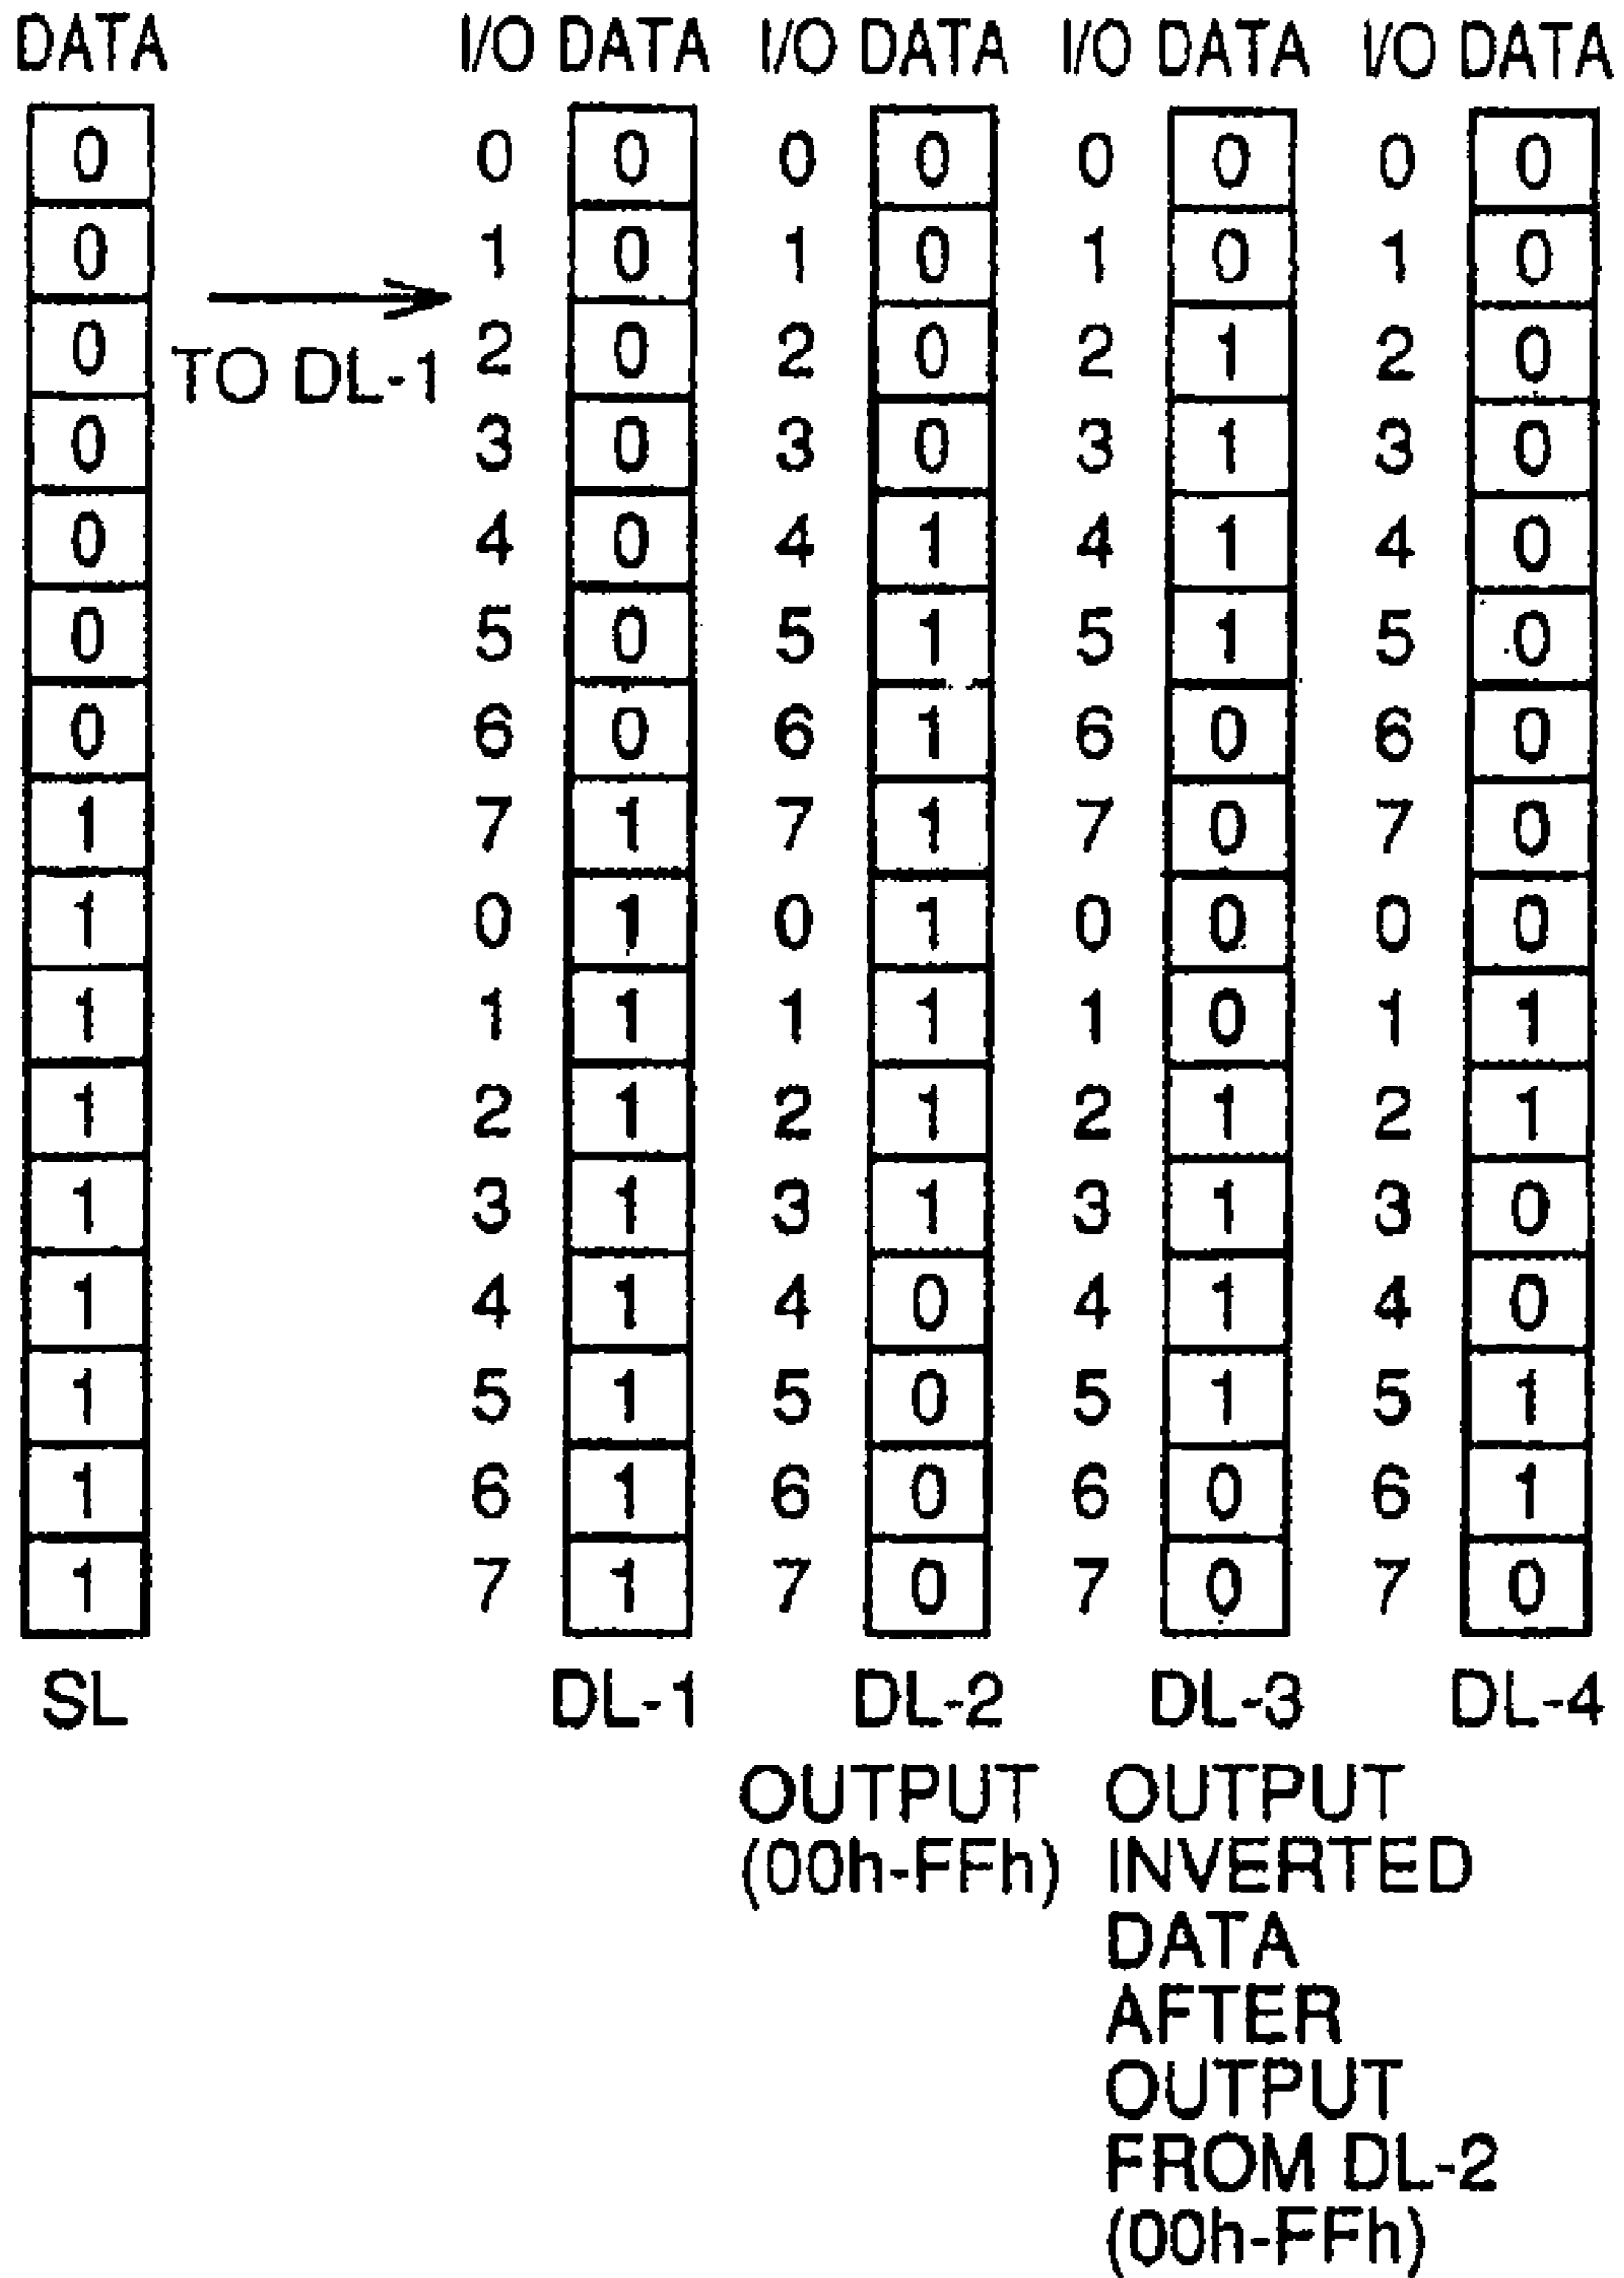 DATA I/O DATA I/O DATA I/O DATA I/O DATA
0 0 0 0 0 0 0 0 0
0 1 0 1 0 1 0 1 0
0 2 0 2 0 2 1 2 0
TO DL-1
0 3 0 3 0 3 1 3 0
0 4 0 4 1 4 1 4 0
0 5 0 5 1 5 1 5 0
0 6 0 6 1 6 0 6 0
1 7 1 7 1 7 0 7 0
1 0 1 0 1 0 0 0 0
1 1 1 1 1 1 0 1 1
1 2 1 2 1 2 1 2 1
1 3 1 3 1 3 1 3 0
1 4 1 4 0 4 1 4 0
1 5 1 5 0 5 1 5 1
1 6 1 6 0 6 0 6 1
1 7 1 7 0 7 0 7 0
SL DL-1 DL-2 DL-3 DL-4
OUTPUT
(00h-FFh)
OUTPUT
INVERTED
DATA
AFTER
OUTPUT
FROM DL-2
(00h-FFh)